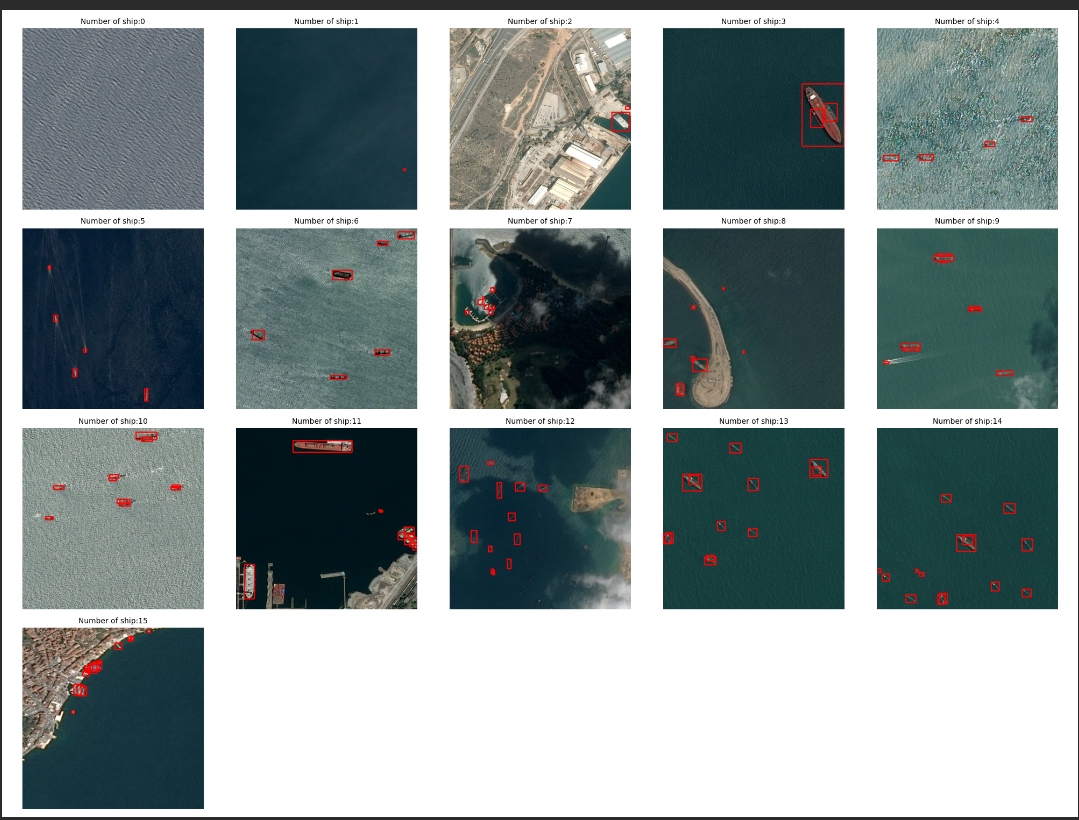 Number of ship:0
Number of ship:1
Number of ship:2
Number of ship:3
Number of ship:4
Number of ship:5
Number of ship:6
Number of ship:7
Number of ship:8
Number of ship:9
Number of ship:10
Number of ship:11
Number of ship:12
Number of ship:13
Number of ship:14
Number of ship:15